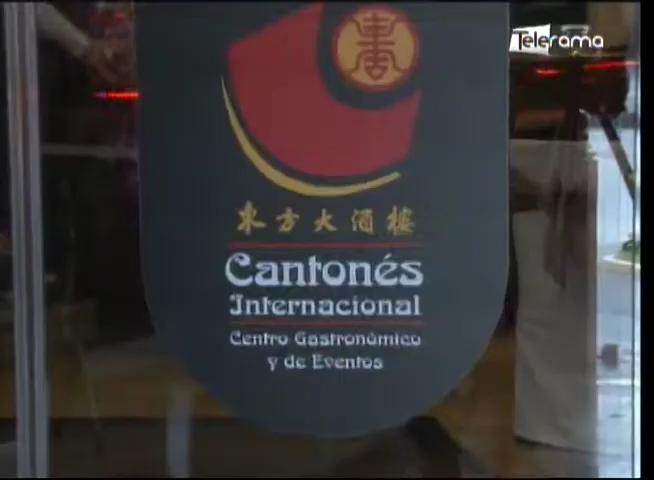 Telerama
東方大酒樓
Cantonés
Internacional
Centro Gastronómico
y de Eventos